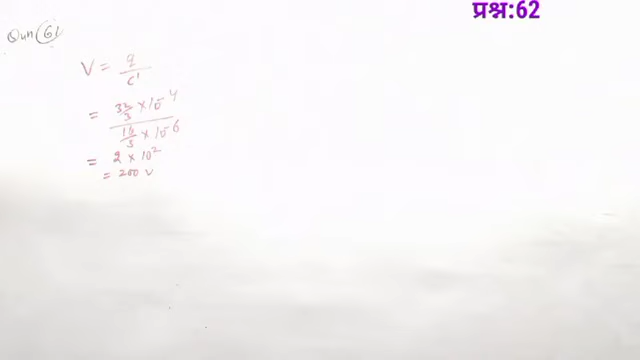 प्रश्न:62
Qun 61
V = q / C'
= 32/3 × 10^-4 / 16/3 × 10^-6
= 2 × 10²
= 200 V